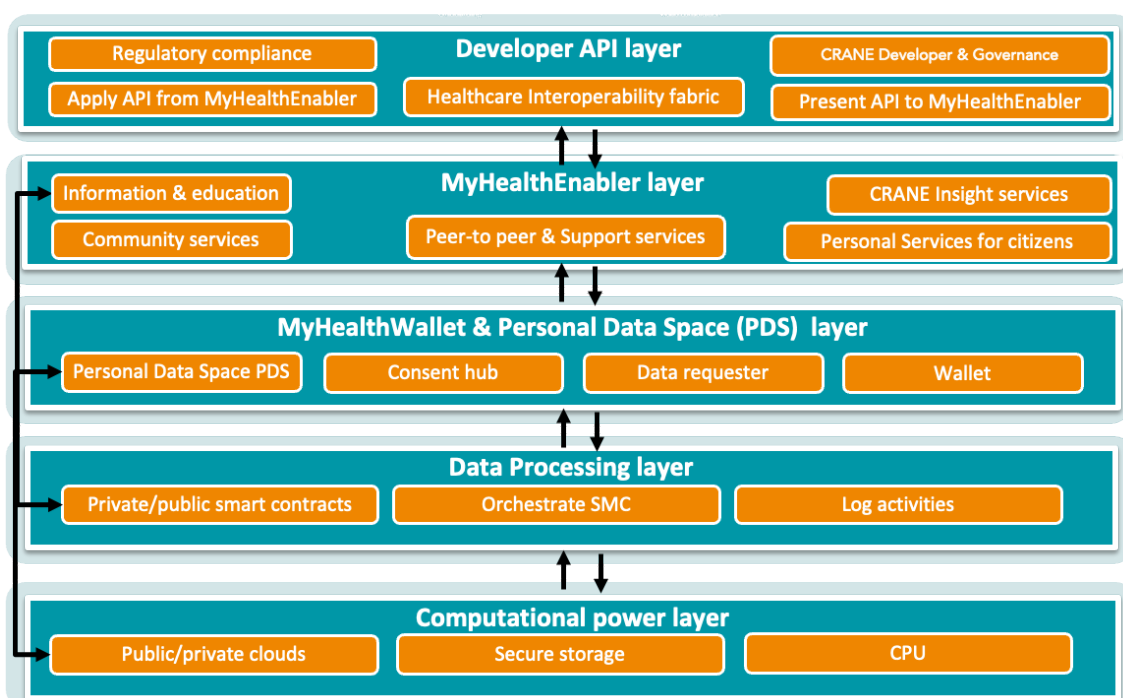 Developer API layer
Regulatory compliance
CRANE Developer & Governance
Apply API from MyHealthEnabler
Healthcare Interoperability fabric
Present API to MyHealthEnabler
MyHealthEnabler layer
Information & education
CRANE Insight services
Community services
Peer-to peer & Support services
Personal Services for citizens
MyHealthWallet & Personal Data Space (PDS) layer
Personal Data Space PDS
Consent hub
Data requester
Wallet
Data Processing layer
Private/public smart contracts
Orchestrate SMC
Log activities
Computational power layer
Public/private clouds
Secure storage
CPU